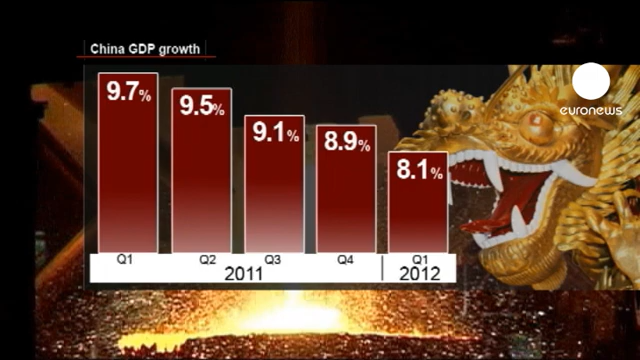 China GDP growth
euronews
9.7%
9.5%
9.1%
8.9%
8.1%
Q1 Q2 Q3 Q4 Q1
2011 2012